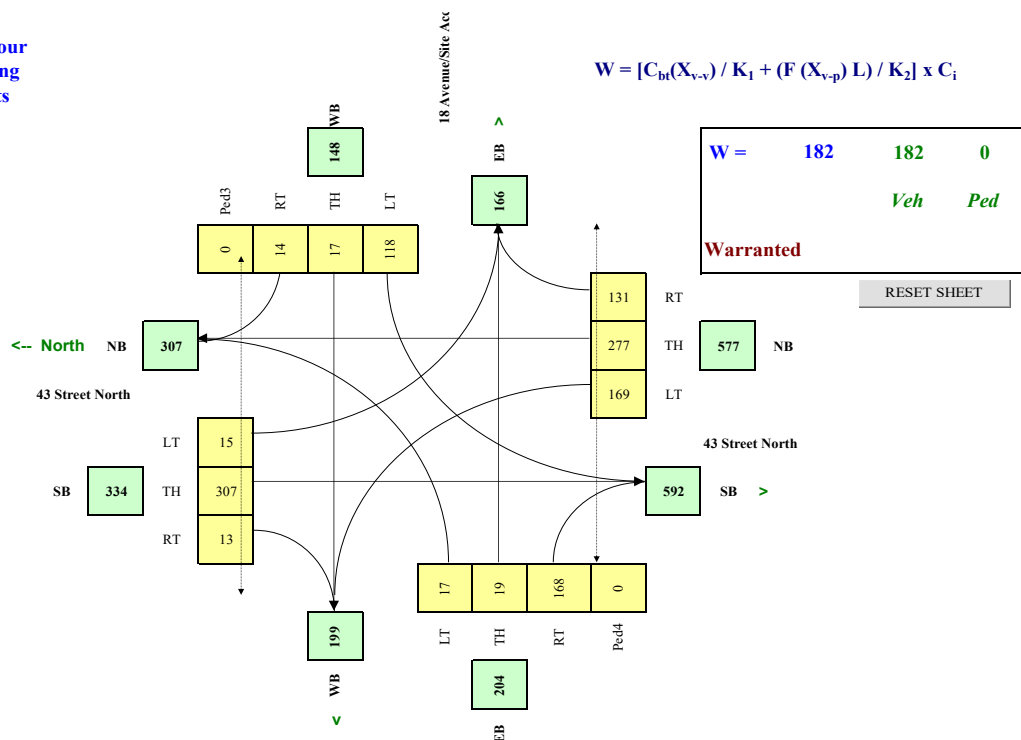 our
ng
ts
18 Avenue/Site Acc
W = [Cbt(Xv-v) / K1 + (F (Xv-p) L) / K2] x Ci
WB
148
^
EB
166
W = 182 182 0
Veh Ped
Warranted
RESET SHEET
Ped3 RT TH LT
0 14 17 118
131 RT
<-- North NB 307
277 TH 577 NB
43 Street North
169 LT
LT 15
43 Street North
SB 334 TH 307
592 SB >
RT 13
17 19 168 0
LT TH RT Ped4
199
WB
v
204
EB